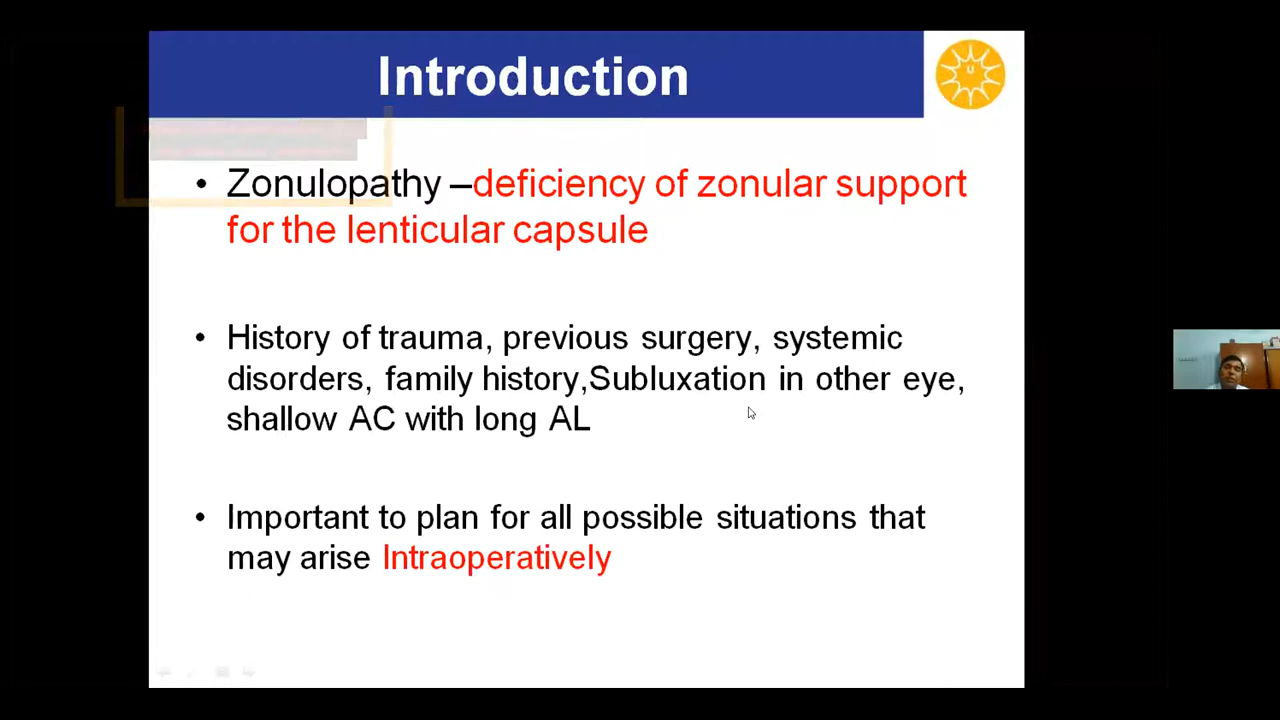 Introduction
• Zonulopathy –deficiency of zonular support
for the lenticular capsule
• History of trauma, previous surgery, systemic
disorders, family history,Subluxation in other eye,
shallow AC with long AL
• Important to plan for all possible situations that
may arise Intraoperatively